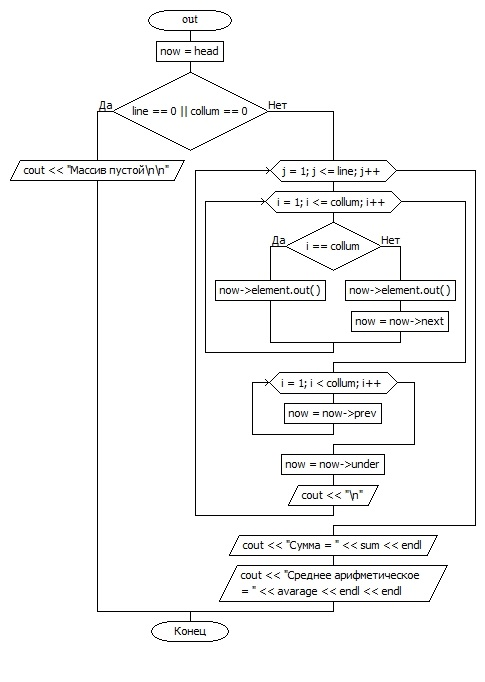 out
now = head
line == 0 || collum == 0
Да
Нет
cout << "Массив пустой\n\n"
j = 1; j <= line; j++
i = 1; i <= collum; i++
i == collum
Да
Нет
now->element.out( )
now->element.out( )
now = now->next
i = 1; i < collum; i++
now = now->prev
now = now->under
cout << "\n"
cout << "Сумма = " << sum << endl
cout << "Среднее арифметическое
= " << avarage << endl << endl
Конец